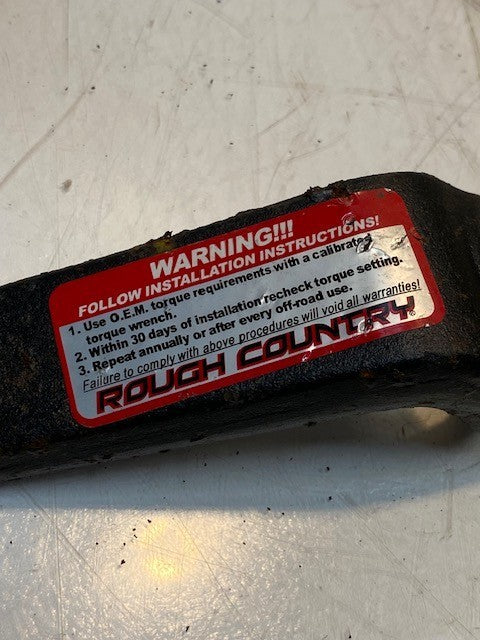 WARNING!!!
FOLLOW INSTALLATION INSTRUCTIONS!
1. Use O.E.M. torque requirements with a calibrated
torque wrench.
2. Within 30 days of installation recheck torque setting.
3. Repeat annually or after every off-road use.
Failure to comply with above procedures will void all warranties!
ROUGH COUNTRY